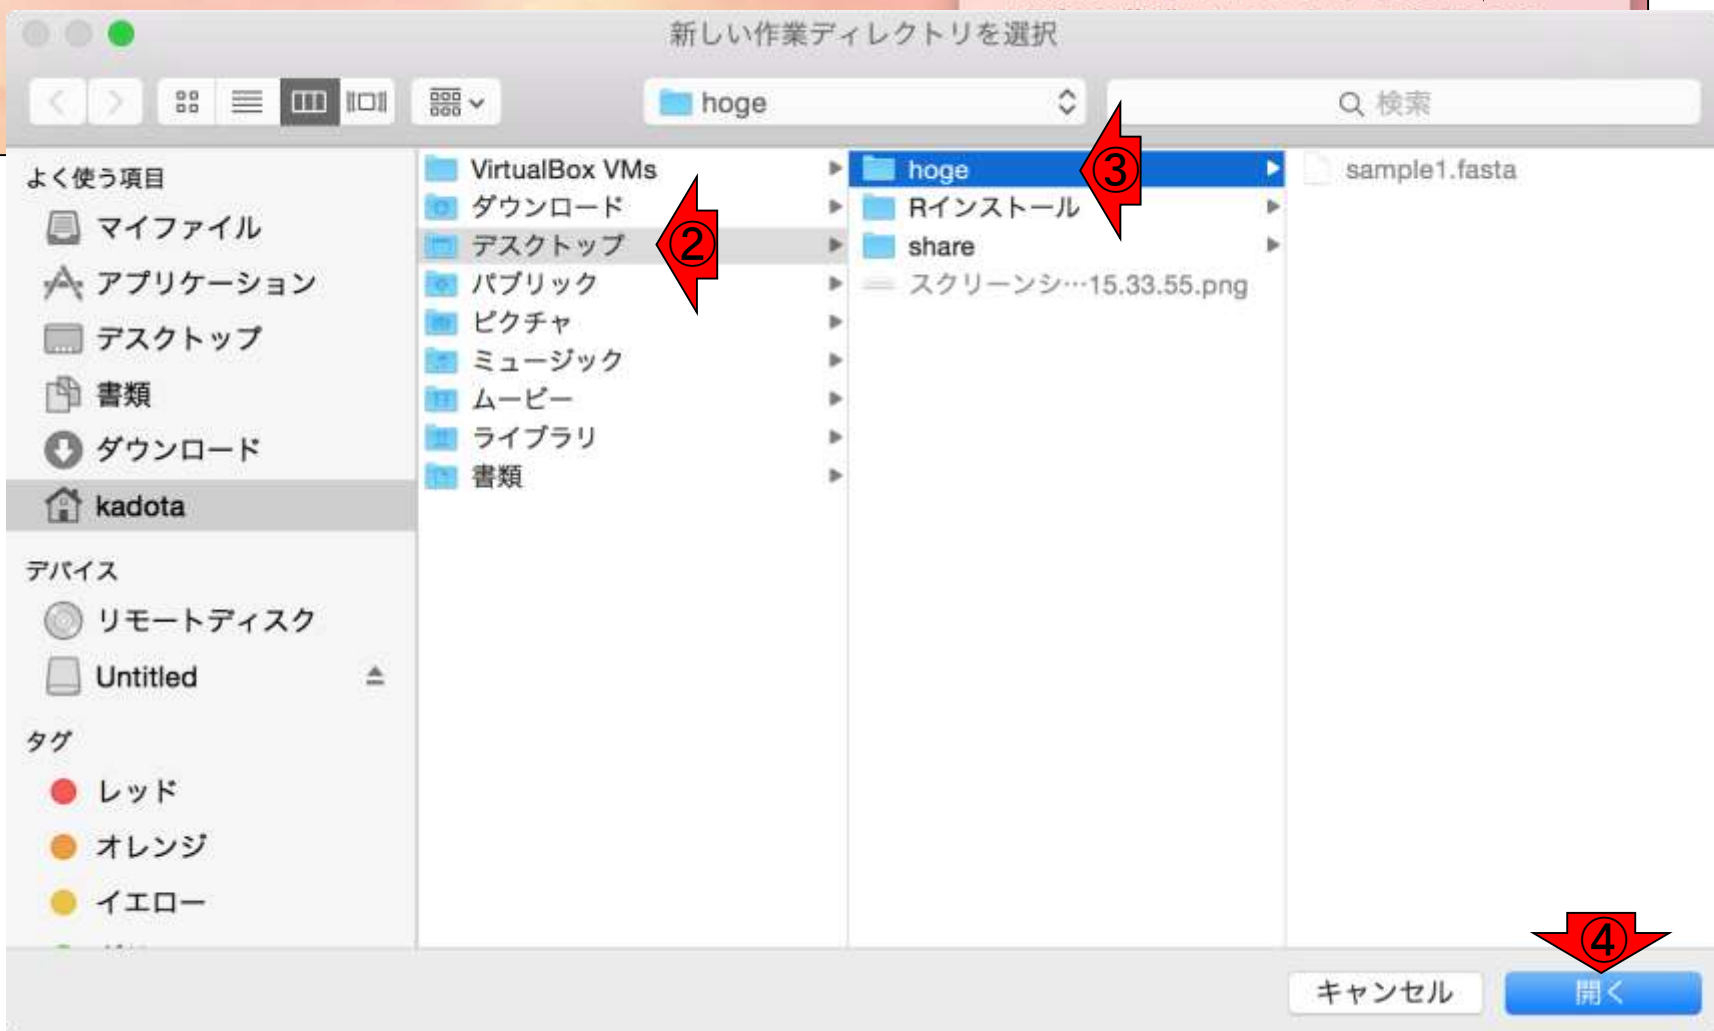 新しい作業ディレクトリを選択
hoge
検索
よく使う項目
マイファイル
アプリケーション
デスクトップ
書類
ダウンロード
kadota
デバイス
リモートディスク
Untitled
タグ
レッド
オレンジ
イエロー
VirtualBox VMs
ダウンロード
デスクトップ
②
パブリック
ピクチャ
ミュージック
ムービー
ライブラリ
書類
hoge
③
Rインストール
share
スクリーンシ…15.33.55.png
sample1.fasta
④
キャンセル
開く